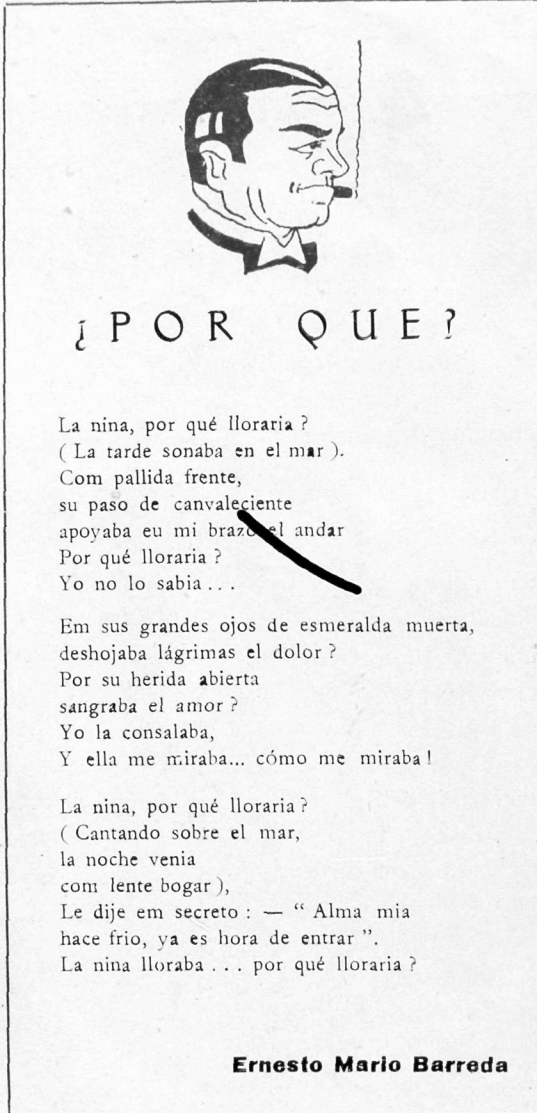 ¿POR QUE?
La nina, por qué lloraria ?
( La tarde sonaba en el mar ).
Com pallida frente,
su paso de canvaleciente
apoyaba eu mi brazo el andar
Por qué lloraria ?
Yo no lo sabia . . .
Em sus grandes ojos de esmeralda muerta,
deshojaba lágrimas el dolor ?
Por su herida abierta
sangraba el amor ?
Yo la consalaba,
Y ella me miraba... cómo me miraba !
La nina, por qué lloraria ?
( Cantando sobre el mar,
la noche venia
com lente bogar ),
Le dije em secreto : — “ Alma mia
hace frio, ya es hora de entrar ”.
La nina lloraba . . . por qué lloraria ?
Ernesto Mario Barreda